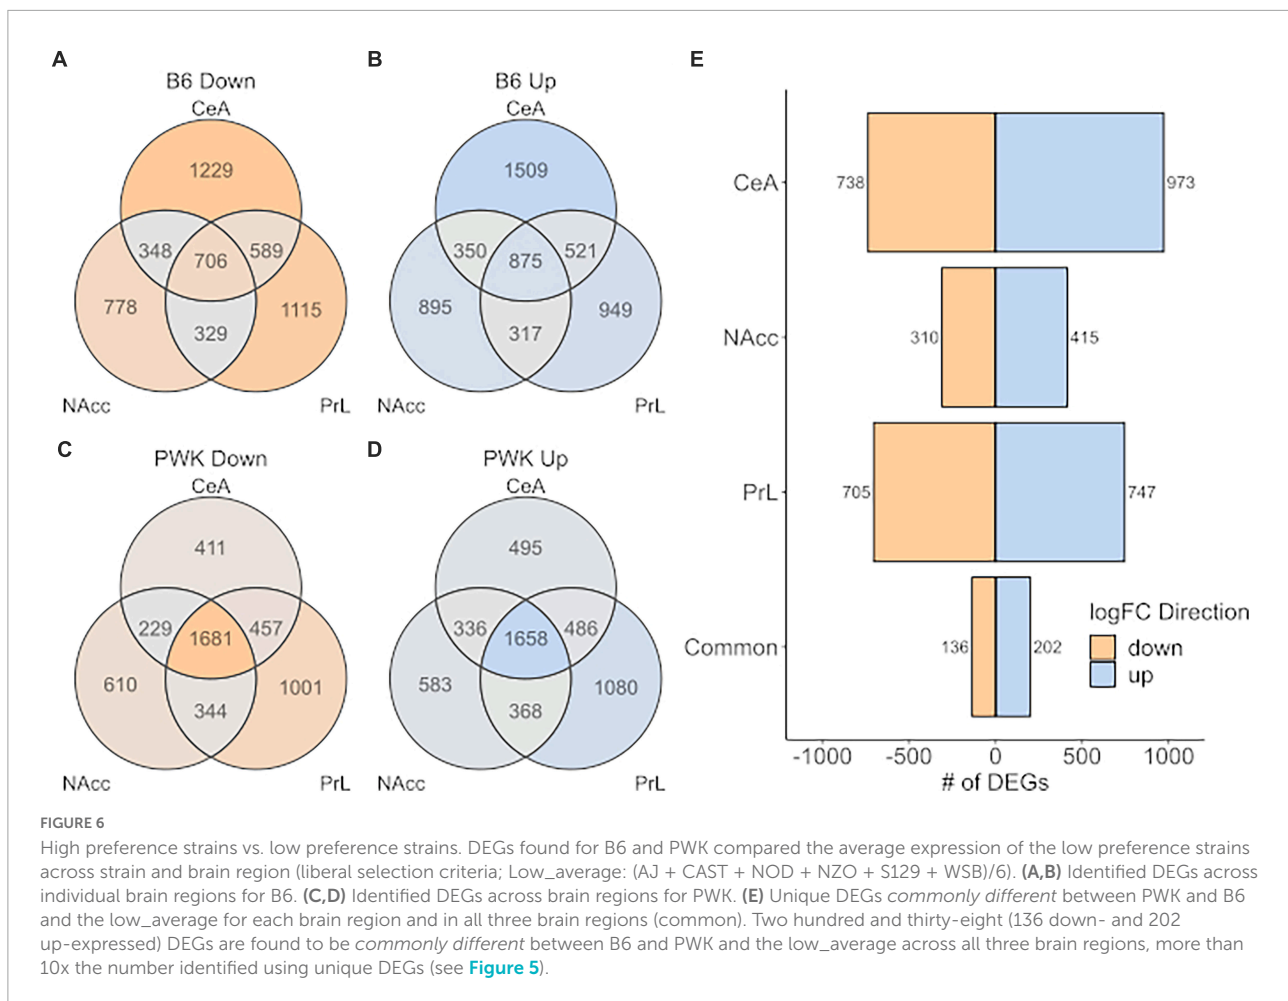 A
B6 Down
CeA
1229
348
706
589
778
1115
329
NAcc
PrL
B
B6 Up
CeA
1509
350
875
521
895
949
317
NAcc
PrL
C
PWK Down
CeA
411
229
1681
457
610
1001
344
NAcc
PrL
D
PWK Up
CeA
495
336
1658
486
583
1080
368
NAcc
PrL
E
CeA
738
973
NAcc
310
415
PrL
705
747
Common
136
202
logFC Direction
down
up
-1000 -500 0 500 1000
# of DEGs
FIGURE 6
High preference strains vs. low preference strains. DEGs found for B6 and PWK compared the average expression of the low preference strains
across strain and brain region (liberal selection criteria; Low_average: (AJ + CAST + NOD + NZO + S129 + WSB)/6). (A,B) Identified DEGs across
individual brain regions for B6. (C,D) Identified DEGs across brain regions for PWK. (E) Unique DEGs commonly different between PWK and B6
and the low_average for each brain region and in all three brain regions (common). Two hundred and thirty-eight (136 down- and 202
up-expressed) DEGs are found to be commonly different between B6 and PWK and the low_average across all three brain regions, more than
10x the number identified using unique DEGs (see Figure 5).